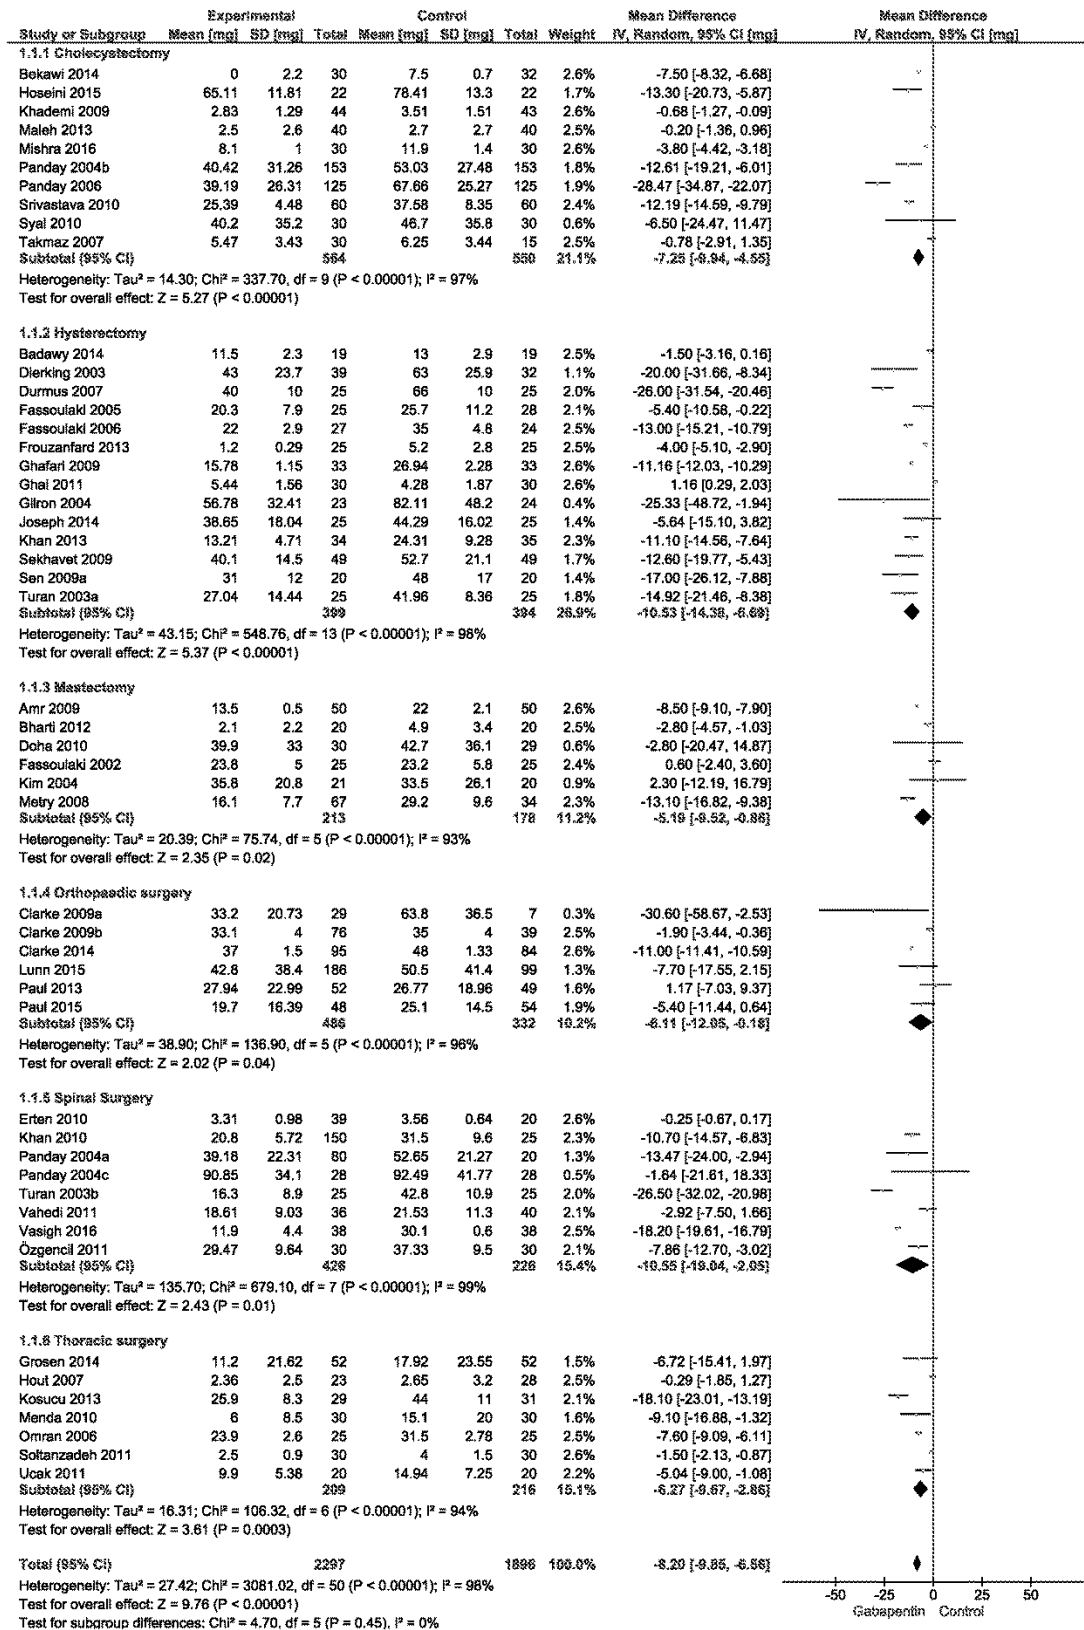 Experimental Control Mean Difference Mean Difference
Study or Subgroup Mean [mg] SD [mg] Total Mean [mg] SD [mg] Total Weight IV, Random, 95% CI [mg] IV, Random, 95% CI [mg]
1.1.1 Cholecystectomy
Bekawi 2014 0 2.2 30 7.5 0.7 32 2.6% -7.50 [-8.32, -6.68]
Hoseini 2015 65.11 11.81 22 78.41 13.3 22 1.7% -13.30 [-20.73, -5.87]
Khademi 2009 2.83 1.29 44 3.51 1.51 43 2.6% -0.68 [-1.27, -0.09]
Maleh 2013 2.5 2.6 40 2.7 2.7 40 2.5% -0.20 [-1.36, 0.96]
Mishra 2016 8.1 1 30 11.9 1.4 30 2.6% -3.80 [-4.42, -3.18]
Panday 2004b 40.42 31.26 153 53.03 27.48 153 1.8% -12.61 [-19.21, -6.01]
Panday 2006 39.19 26.31 125 67.66 25.27 125 1.9% -28.47 [-34.87, -22.07]
Srivastava 2010 25.39 4.48 60 37.58 8.35 60 2.4% -12.19 [-14.59, -9.79]
Syal 2010 40.2 35.2 30 46.7 35.8 30 0.6% -6.50 [-24.47, 11.47]
Takmaz 2007 5.47 3.43 30 6.25 3.44 15 2.5% -0.78 [-2.91, 1.35]
Subtotal (95% CI) 564 550 21.1% -7.25 [-9.94, -4.55]
Heterogeneity: Tau² = 14.30; Chi² = 337.70, df = 9 (P < 0.00001); I² = 97%
Test for overall effect: Z = 5.27 (P < 0.00001)
1.1.2 Hysterectomy
Badawy 2014 11.5 2.3 19 13 2.9 19 2.5% -1.50 [-3.16, 0.16]
Dierking 2003 43 23.7 39 63 25.9 32 1.1% -20.00 [-31.66, -8.34]
Durmus 2007 40 10 25 66 10 25 2.0% -26.00 [-31.54, -20.46]
Fassoulaki 2005 20.3 7.9 25 25.7 11.2 28 2.1% -5.40 [-10.58, -0.22]
Fassoulaki 2006 22 2.9 27 35 4.8 24 2.4% -13.00 [-15.21, -10.79]
Frouzanfard 2013 1.2 0.29 25 5.2 2.8 25 2.5% -4.00 [-5.10, -2.90]
Ghafari 2009 15.78 1.15 33 26.94 2.28 33 2.6% -11.16 [-12.03, -10.29]
Ghai 2011 5.44 1.56 30 4.28 1.87 30 2.6% 1.16 [0.29, 2.03]
Gilron 2004 56.78 32.41 23 82.11 48.2 24 0.4% -25.33 [-48.72, -1.94]
Joseph 2014 38.65 18.04 25 44.29 16.02 25 1.4% -5.64 [-15.10, 3.82]
Khan 2013 13.21 4.71 34 24.31 9.28 35 2.3% -11.10 [-14.56, -7.64]
Sekhavet 2009 40.1 14.5 49 52.7 21.1 49 1.7% -12.60 [-19.77, -5.43]
Sen 2009a 31 12 20 48 17 20 1.4% -17.00 [-26.12, -7.88]
Turan 2003a 27.04 14.44 25 41.96 8.36 25 1.8% -14.92 [-21.46, -8.38]
Subtotal (95% CI) 399 394 26.9% -10.53 [-14.38, -6.69]
Heterogeneity: Tau² = 43.15; Chi² = 548.76, df = 13 (P < 0.00001); I² = 98%
Test for overall effect: Z = 5.37 (P < 0.00001)
1.1.3 Mastectomy
Amr 2009 13.5 0.5 50 22 2.1 50 2.6% -8.50 [-9.10, -7.90]
Bharti 2012 2.1 2.2 20 4.9 3.4 20 2.5% -2.80 [-4.57, -1.03]
Doha 2010 39.9 33 30 42.7 36.1 29 0.6% -2.80 [-20.47, 14.87]
Fassoulaki 2002 23.8 5 25 23.2 5.8 25 2.4% 0.60 [-2.40, 3.60]
Kim 2004 35.8 20.8 21 33.5 26.1 20 0.9% 2.30 [-12.19, 16.79]
Metry 2008 16.1 7.7 67 29.2 9.6 34 2.3% -13.10 [-16.82, -9.38]
Subtotal (95% CI) 213 178 11.2% -5.19 [-9.52, -0.86]
Heterogeneity: Tau² = 20.39; Chi² = 75.74, df = 5 (P < 0.00001); I² = 93%
Test for overall effect: Z = 2.35 (P = 0.02)
1.1.4 Orthopaedic surgery
Clarke 2009a 33.2 20.73 29 63.8 36.5 7 0.3% -30.60 [-58.67, -2.53]
Clarke 2009b 33.1 4 76 35 4 39 2.5% -1.90 [-3.44, -0.36]
Clarke 2014 37 1.5 95 48 1.33 84 2.6% -11.00 [-11.41, -10.59]
Lunn 2015 42.8 38.4 186 50.5 41.4 99 1.3% -7.70 [-17.55, 2.15]
Paul 2013 27.94 22.99 52 26.77 18.96 49 1.6% 1.17 [-7.03, 9.37]
Paul 2015 19.7 16.39 48 25.1 14.5 54 1.9% -5.40 [-11.44, 0.64]
Subtotal (95% CI) 486 332 10.2% -6.11 [-12.05, -0.18]
Heterogeneity: Tau² = 38.90; Chi² = 136.90, df = 5 (P < 0.00001); I² = 96%
Test for overall effect: Z = 2.02 (P = 0.04)
1.1.5 Spinal Surgery
Erten 2010 3.31 0.98 39 3.56 0.64 20 2.6% -0.25 [-0.67, 0.17]
Khan 2010 20.8 5.72 150 31.5 9.6 25 2.3% -10.70 [-14.57, -6.83]
Panday 2004a 39.18 22.31 80 52.65 21.27 20 1.3% -13.47 [-24.00, -2.94]
Panday 2004c 90.85 34.1 28 92.49 41.77 28 0.5% -1.64 [-21.61, 18.33]
Turan 2003b 16.3 8.9 25 42.8 10.9 25 2.0% -26.50 [-32.02, -20.98]
Vahedi 2011 18.61 9.03 36 21.53 11.3 40 2.1% -2.92 [-7.50, 1.66]
Vasigh 2016 11.9 4.4 38 30.1 0.6 38 2.5% -18.20 [-19.61, -16.79]
Özgencil 2011 29.47 9.64 30 37.33 9.5 30 2.1% -7.86 [-12.70, -3.02]
Subtotal (95% CI) 426 226 15.4% -10.55 [-19.04, -2.05]
Heterogeneity: Tau² = 135.70; Chi² = 679.10, df = 7 (P < 0.00001); I² = 99%
Test for overall effect: Z = 2.43 (P = 0.01)
1.1.6 Thoracic surgery
Grosen 2014 11.2 21.62 52 17.92 23.55 52 1.5% -6.72 [-15.41, 1.97]
Hout 2007 2.36 2.5 23 2.65 3.2 28 2.5% -0.29 [-1.85, 1.27]
Kosucu 2013 25.9 8.3 29 44 11 31 2.1% -18.10 [-23.01, -13.19]
Menda 2010 6 8.5 30 15.1 20 30 1.6% -9.10 [-16.88, -1.32]
Omran 2006 23.9 2.6 25 31.5 2.78 25 2.5% -7.60 [-9.09, -6.11]
Soltanzadeh 2011 2.5 0.9 30 4 1.5 30 2.6% -1.50 [-2.13, -0.87]
Ucak 2011 9.9 5.38 20 14.94 7.25 20 2.2% -5.04 [-9.00, -1.08]
Subtotal (95% CI) 209 216 15.1% -6.27 [-9.67, -2.86]
Heterogeneity: Tau² = 16.31; Chi² = 106.32, df = 6 (P < 0.00001); I² = 94%
Test for overall effect: Z = 3.61 (P = 0.0003)
Total (95% CI) 2297 1896 100.0% -8.20 [-9.85, -6.56]
Heterogeneity: Tau² = 27.42; Chi² = 3081.02, df = 50 (P < 0.00001); I² = 98%
Test for overall effect: Z = 9.76 (P < 0.00001)
Test for subgroup differences: Chi² = 4.70, df = 5 (P = 0.45), I² = 0%
-50 -25 0 25 50
Gabapentin Control